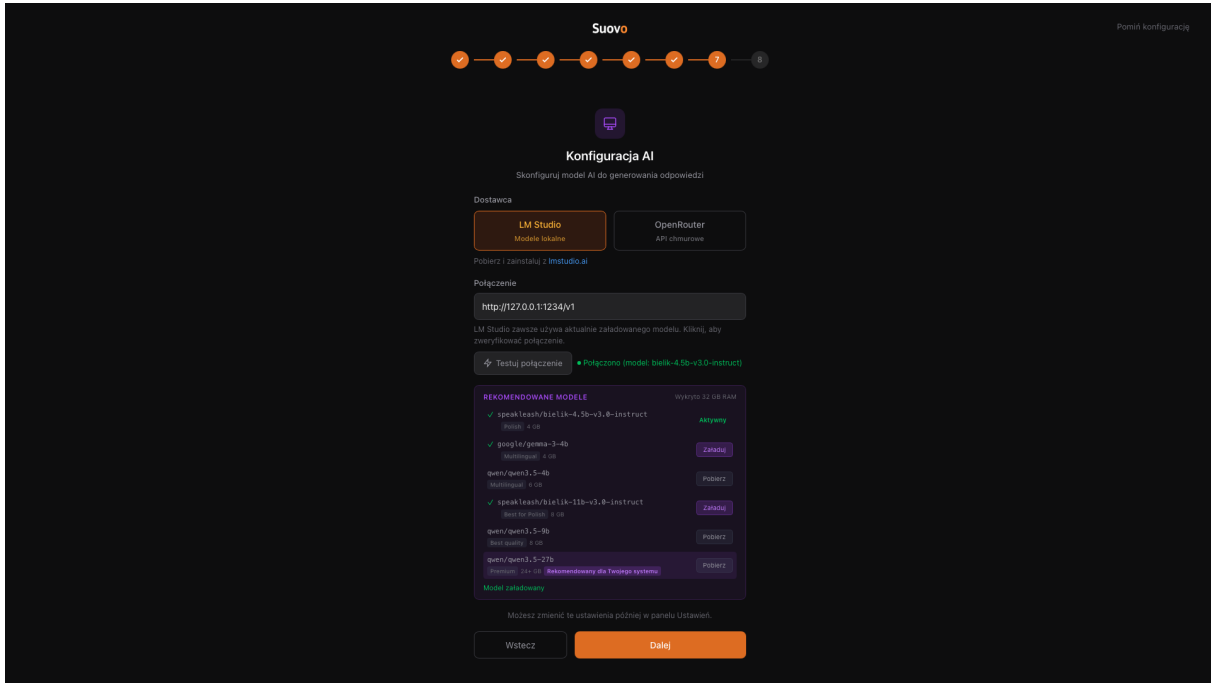 Suovo
Pomiń konfigurację
7
8
Konfiguracja AI
Skonfiguruj model AI do generowania odpowiedzi
Dostawca
LM Studio
Modele lokalne
OpenRouter
API chmurowe
Pobierz i zainstaluj z lmstudio.ai
Połączenie
http://127.0.0.1:1234/v1
LM Studio zawsze używa aktualnie załadowanego modelu. Kliknij, aby
zweryfikować połączenie.
Testuj połączenie
Połączono (model: bielik-4.5b-v3.0-instruct)
REKOMENDOWANE MODELE
Wykryto 32 GB RAM
speakleash/bielik-4.5b-v3.0-instruct
Polish 4 GB
Aktywny
google/gemma-3-4b
Multilingual 4 GB
Załaduj
qwen/qwen3.5-4b
Multilingual 6 GB
Pobierz
speakleash/bielik-11b-v3.0-instruct
Best for Polish 8 GB
Załaduj
qwen/qwen3.5-9b
Best quality 8 GB
Pobierz
qwen/qwen3.5-27b
Premium 24+ GB Rekomendowany dla Twojego systemu
Pobierz
Model załadowany
Możesz zmienić te ustawienia później w panelu Ustawień.
Wstecz
Dalej